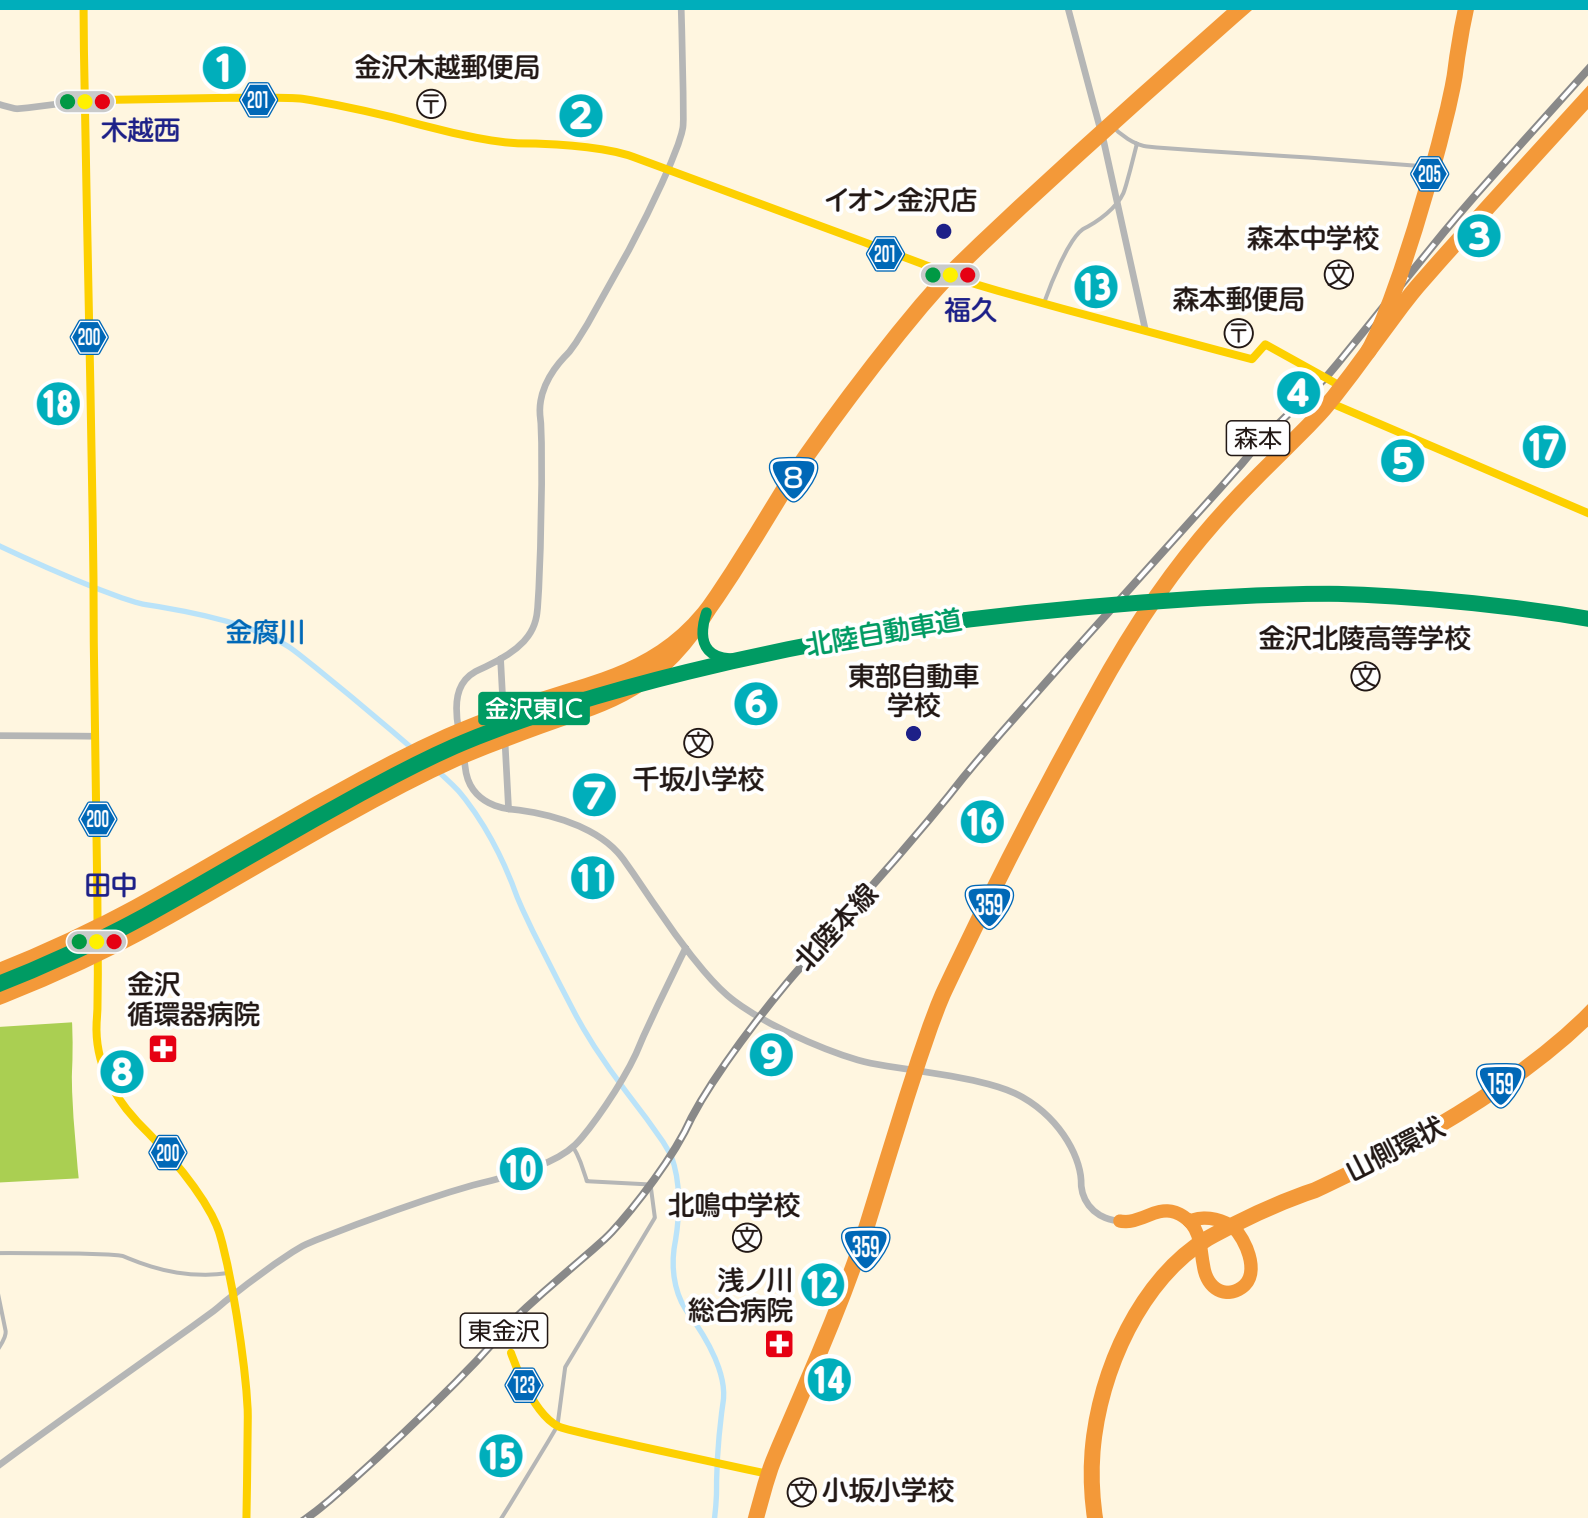 1
金沢木越郵便局
〒
201
2
木越西
イオン金沢店
205
3
森本中学校
文
201
13
森本郵便局
〒
福久
200
18
4
森本
5
17
8
金腐川
北陸自動車道
金沢北陵高等学校
文
東部自動車
学校
金沢東IC
6
文
千坂小学校
7
200
16
11
田中
359
北陸本線
金沢
循環器病院
8
9
159
山側環状
200
10
北鳴中学校
文
359
浅ノ川
総合病院
12
東金沢
14
123
15
文 小坂小学校